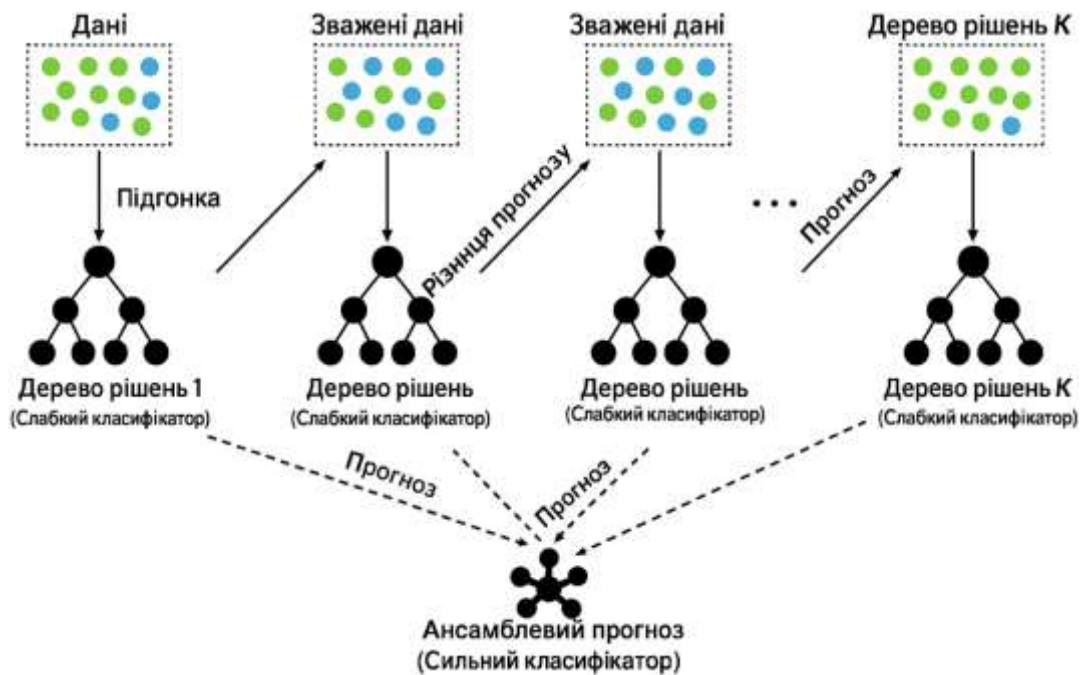 Дані
Зважені дані
Зважені дані
Дерево рішень K
Підгонка
Різннця прогнозу
. . .
Прогноз
Дерево рішень 1
(Слабкий класифікатор)
Дерево рішень
(Слабкий класифікатор)
Дерево рішень
(Слабкий класифікатор)
Дерево рішень K
(Слабкий класифікатор)
Прогноз
Прогноз
Ансамблевий прогноз
(Сильний класифікатор)